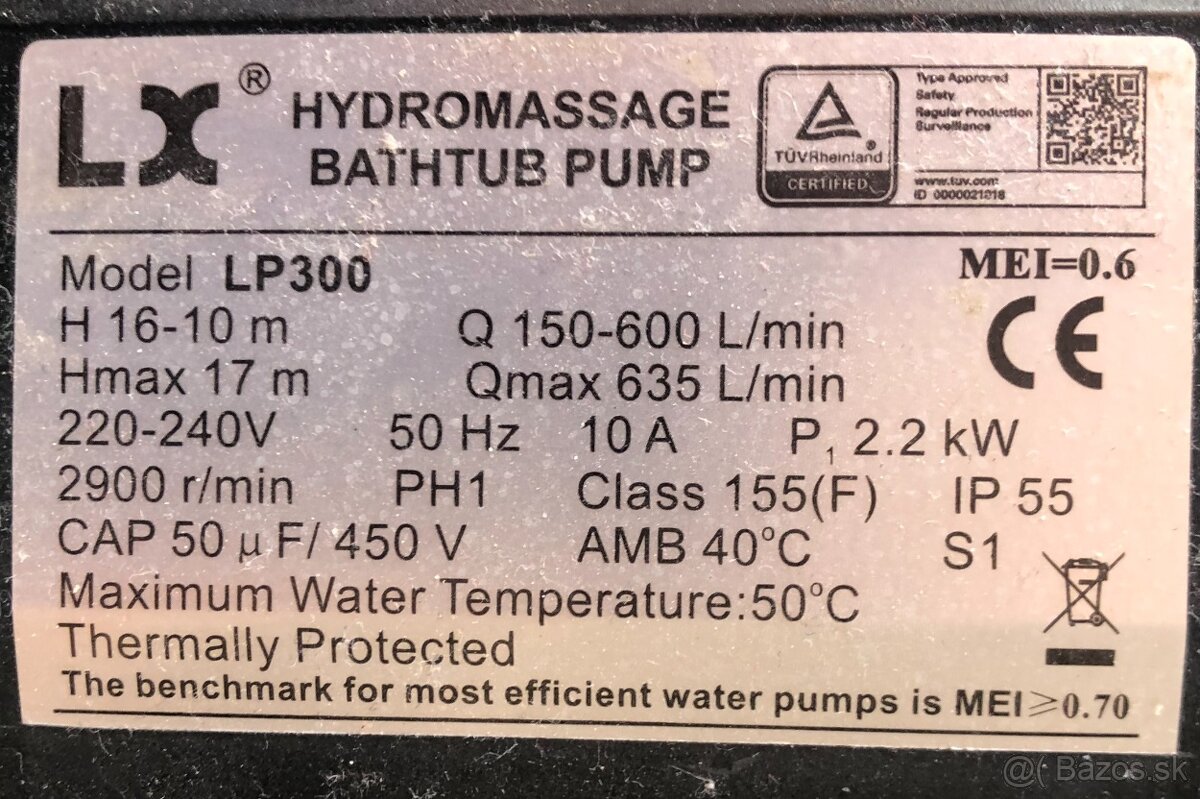 LX®
HYDROMASSAGE
BATHTUB PUMP
TÜVRheinland®
CERTIFIED
Type Approved
Safety
Regular Production
Surveillance
www.tuv.com
ID 0000021018
Model LP300
MEI=0.6
H 16-10 m Q 150-600 L/min
CE
Hmax 17 m Qmax 635 L/min
220-240V 50 Hz 10 A P₁ 2.2 kW
2900 r/min PH1 Class 155(F) IP 55
CAP 50 μ F/ 450 V AMB 40°C S1
Maximum Water Temperature:50°C
Thermally Protected
The benchmark for most efficient water pumps is MEI≥0.70
@( Bazos.sk